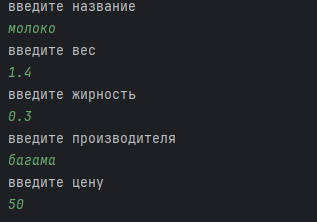 введите название
молоко
введите вес
1.4
введите жирность
0.3
введите производителя
багама
введите цену
50